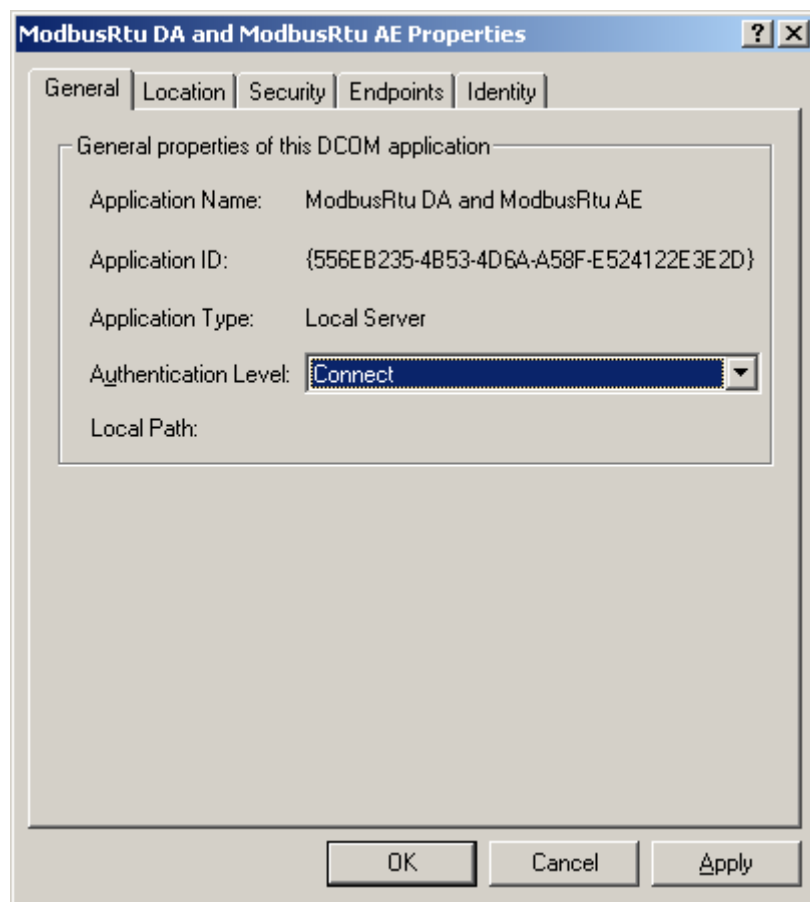 ModbusRtu DA and ModbusRtu AE Properties
General Location Security Endpoints Identity
General properties of this DCOM application
Application Name: ModbusRtu DA and ModbusRtu AE
Application ID: {556EB235-4B53-4D6A-A58F-E524122E3E2D}
Application Type: Local Server
Authentication Level: Connect
Local Path:
OK Cancel Apply